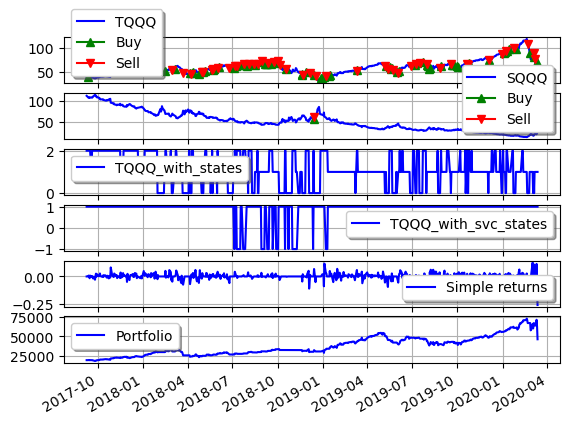 TQQQ
Buy
Sell
100
50
SQQQ
Buy
Sell
100
50
2
TQQQ_with_states
0
1
0
TQQQ_with_svc_states
−1
0.00
Simple returns
−0.25
75000
Portfolio
50000
25000
2017-10
2018-01
2018-04
2018-07
2018-10
2019-01
2019-04
2019-07
2019-10
2020-01
2020-04